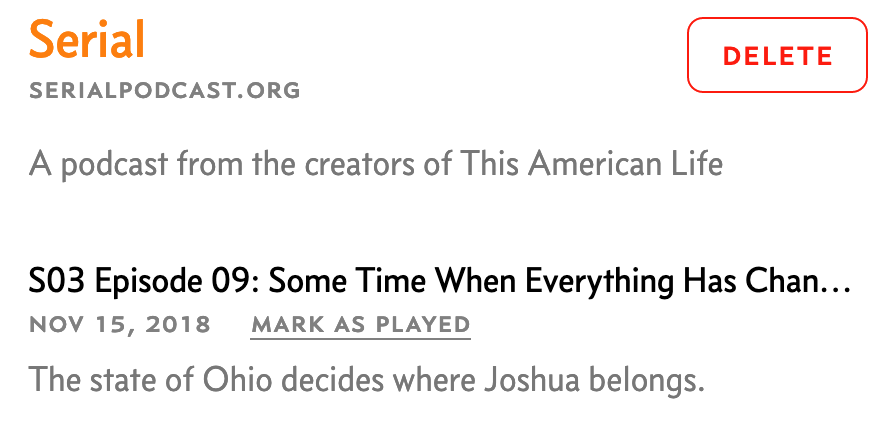 Serial
DELETE
SERIALPODCAST.ORG
A podcast from the creators of This American Life
S03 Episode 09: Some Time When Everything Has Chan…
NOV 15, 2018 MARK AS PLAYED
The state of Ohio decides where Joshua belongs.